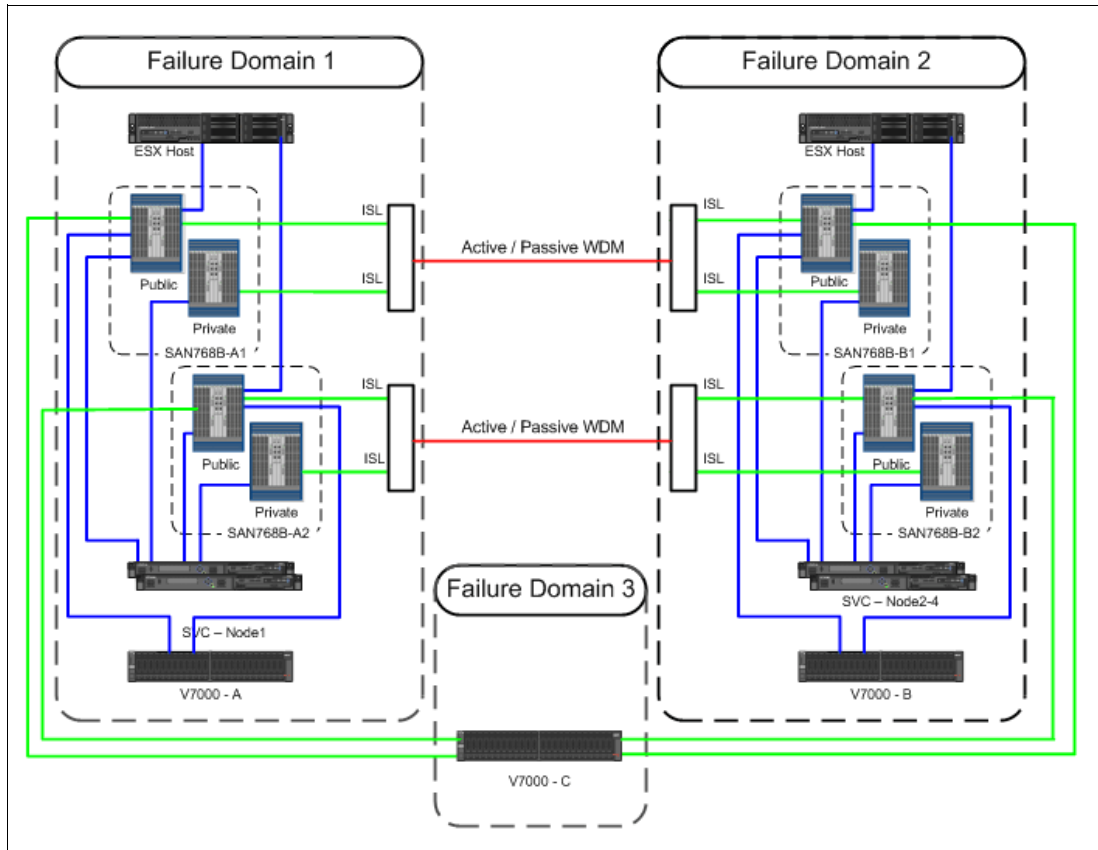 Failure Domain 1
Failure Domain 2
ESX Host
ESX Host
ISL
ISL
Active / Passive WDM
Public
Public
ISL
ISL
Private
Private
SAN768B-A1
SAN768B-B1
ISL
ISL
Active / Passive WDM
Public
Public
ISL
ISL
Private
Private
SAN768B-A2
SAN768B-B2
Failure Domain 3
SVC – Node1
SVC – Node2-4
V7000 - A
V7000 - B
V7000 - C